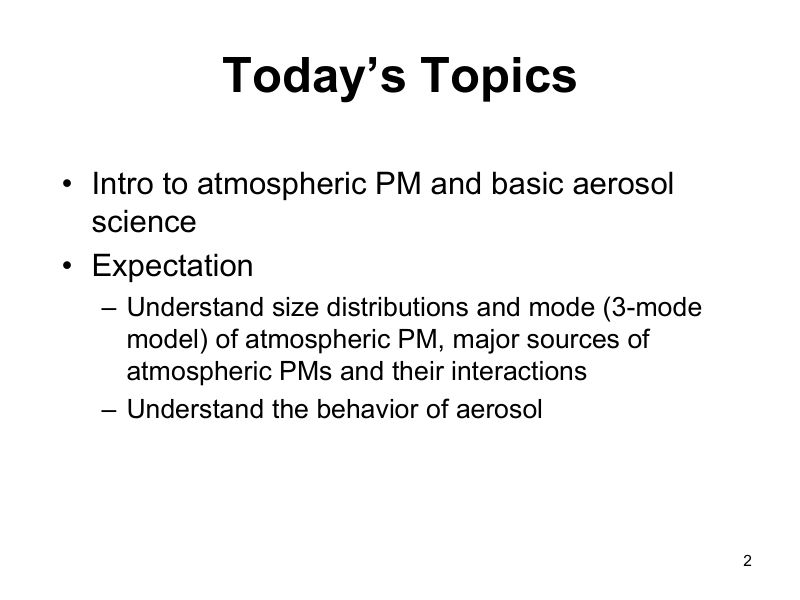 Today’s Topics
• Intro to atmospheric PM and basic aerosol
science
• Expectation
– Understand size distributions and mode (3-mode
model) of atmospheric PM, major sources of
atmospheric PMs and their interactions
– Understand the behavior of aerosol
2